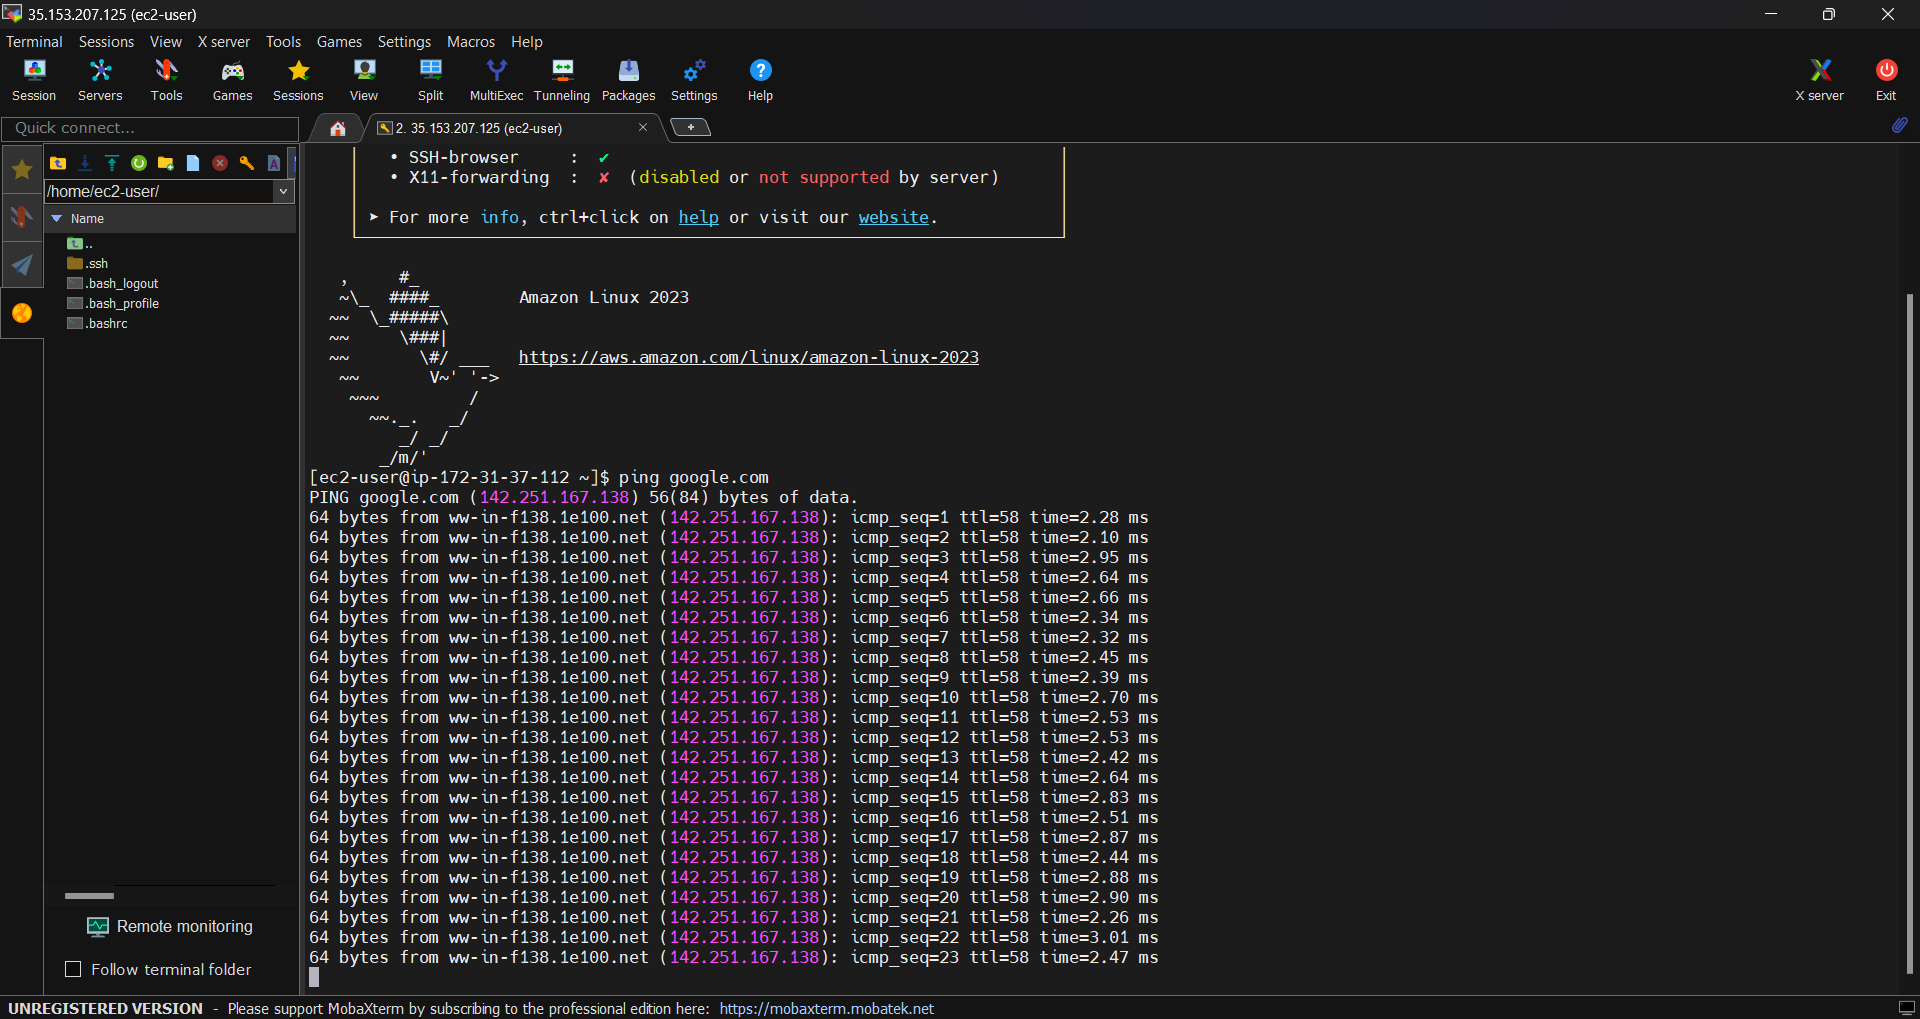 35.153.207.125 (ec2-user)
Terminal Sessions View X server Tools Games Settings Macros Help
Session Servers Tools Games Sessions View Split MultiExec Tunneling Packages Settings Help X server Exit
Quick connect...
2. 35.153.207.125 (ec2-user)
/home/ec2-user/
Name
..
.ssh
.bash_logout
.bash_profile
.bashrc
Remote monitoring
Follow terminal folder
• SSH-browser : ✔
• X11-forwarding : ✘ (disabled or not supported by server)
➤ For more info, ctrl+click on help or visit our website.
   ,     #_
   ~\_  ####_        Amazon Linux 2023
  ~~  \_#####\
  ~~     \###|
  ~~       \#/ ___   https://aws.amazon.com/linux/amazon-linux-2023
   ~~       V~' '->
    ~~~         /
      ~~._.   _/
         _/ _/
       _/m/'
[ec2-user@ip-172-31-37-112 ~]$ ping google.com
PING google.com (142.251.167.138) 56(84) bytes of data.
64 bytes from ww-in-f138.1e100.net (142.251.167.138): icmp_seq=1 ttl=58 time=2.28 ms
64 bytes from ww-in-f138.1e100.net (142.251.167.138): icmp_seq=2 ttl=58 time=2.10 ms
64 bytes from ww-in-f138.1e100.net (142.251.167.138): icmp_seq=3 ttl=58 time=2.95 ms
64 bytes from ww-in-f138.1e100.net (142.251.167.138): icmp_seq=4 ttl=58 time=2.64 ms
64 bytes from ww-in-f138.1e100.net (142.251.167.138): icmp_seq=5 ttl=58 time=2.66 ms
64 bytes from ww-in-f138.1e100.net (142.251.167.138): icmp_seq=6 ttl=58 time=2.34 ms
64 bytes from ww-in-f138.1e100.net (142.251.167.138): icmp_seq=7 ttl=58 time=2.32 ms
64 bytes from ww-in-f138.1e100.net (142.251.167.138): icmp_seq=8 ttl=58 time=2.45 ms
64 bytes from ww-in-f138.1e100.net (142.251.167.138): icmp_seq=9 ttl=58 time=2.39 ms
64 bytes from ww-in-f138.1e100.net (142.251.167.138): icmp_seq=10 ttl=58 time=2.70 ms
64 bytes from ww-in-f138.1e100.net (142.251.167.138): icmp_seq=11 ttl=58 time=2.53 ms
64 bytes from ww-in-f138.1e100.net (142.251.167.138): icmp_seq=12 ttl=58 time=2.53 ms
64 bytes from ww-in-f138.1e100.net (142.251.167.138): icmp_seq=13 ttl=58 time=2.42 ms
64 bytes from ww-in-f138.1e100.net (142.251.167.138): icmp_seq=14 ttl=58 time=2.64 ms
64 bytes from ww-in-f138.1e100.net (142.251.167.138): icmp_seq=15 ttl=58 time=2.83 ms
64 bytes from ww-in-f138.1e100.net (142.251.167.138): icmp_seq=16 ttl=58 time=2.51 ms
64 bytes from ww-in-f138.1e100.net (142.251.167.138): icmp_seq=17 ttl=58 time=2.87 ms
64 bytes from ww-in-f138.1e100.net (142.251.167.138): icmp_seq=18 ttl=58 time=2.44 ms
64 bytes from ww-in-f138.1e100.net (142.251.167.138): icmp_seq=19 ttl=58 time=2.88 ms
64 bytes from ww-in-f138.1e100.net (142.251.167.138): icmp_seq=20 ttl=58 time=2.90 ms
64 bytes from ww-in-f138.1e100.net (142.251.167.138): icmp_seq=21 ttl=58 time=2.26 ms
64 bytes from ww-in-f138.1e100.net (142.251.167.138): icmp_seq=22 ttl=58 time=3.01 ms
64 bytes from ww-in-f138.1e100.net (142.251.167.138): icmp_seq=23 ttl=58 time=2.47 ms
UNREGISTERED VERSION - Please support MobaXterm by subscribing to the professional edition here: https://mobaxterm.mobatek.net